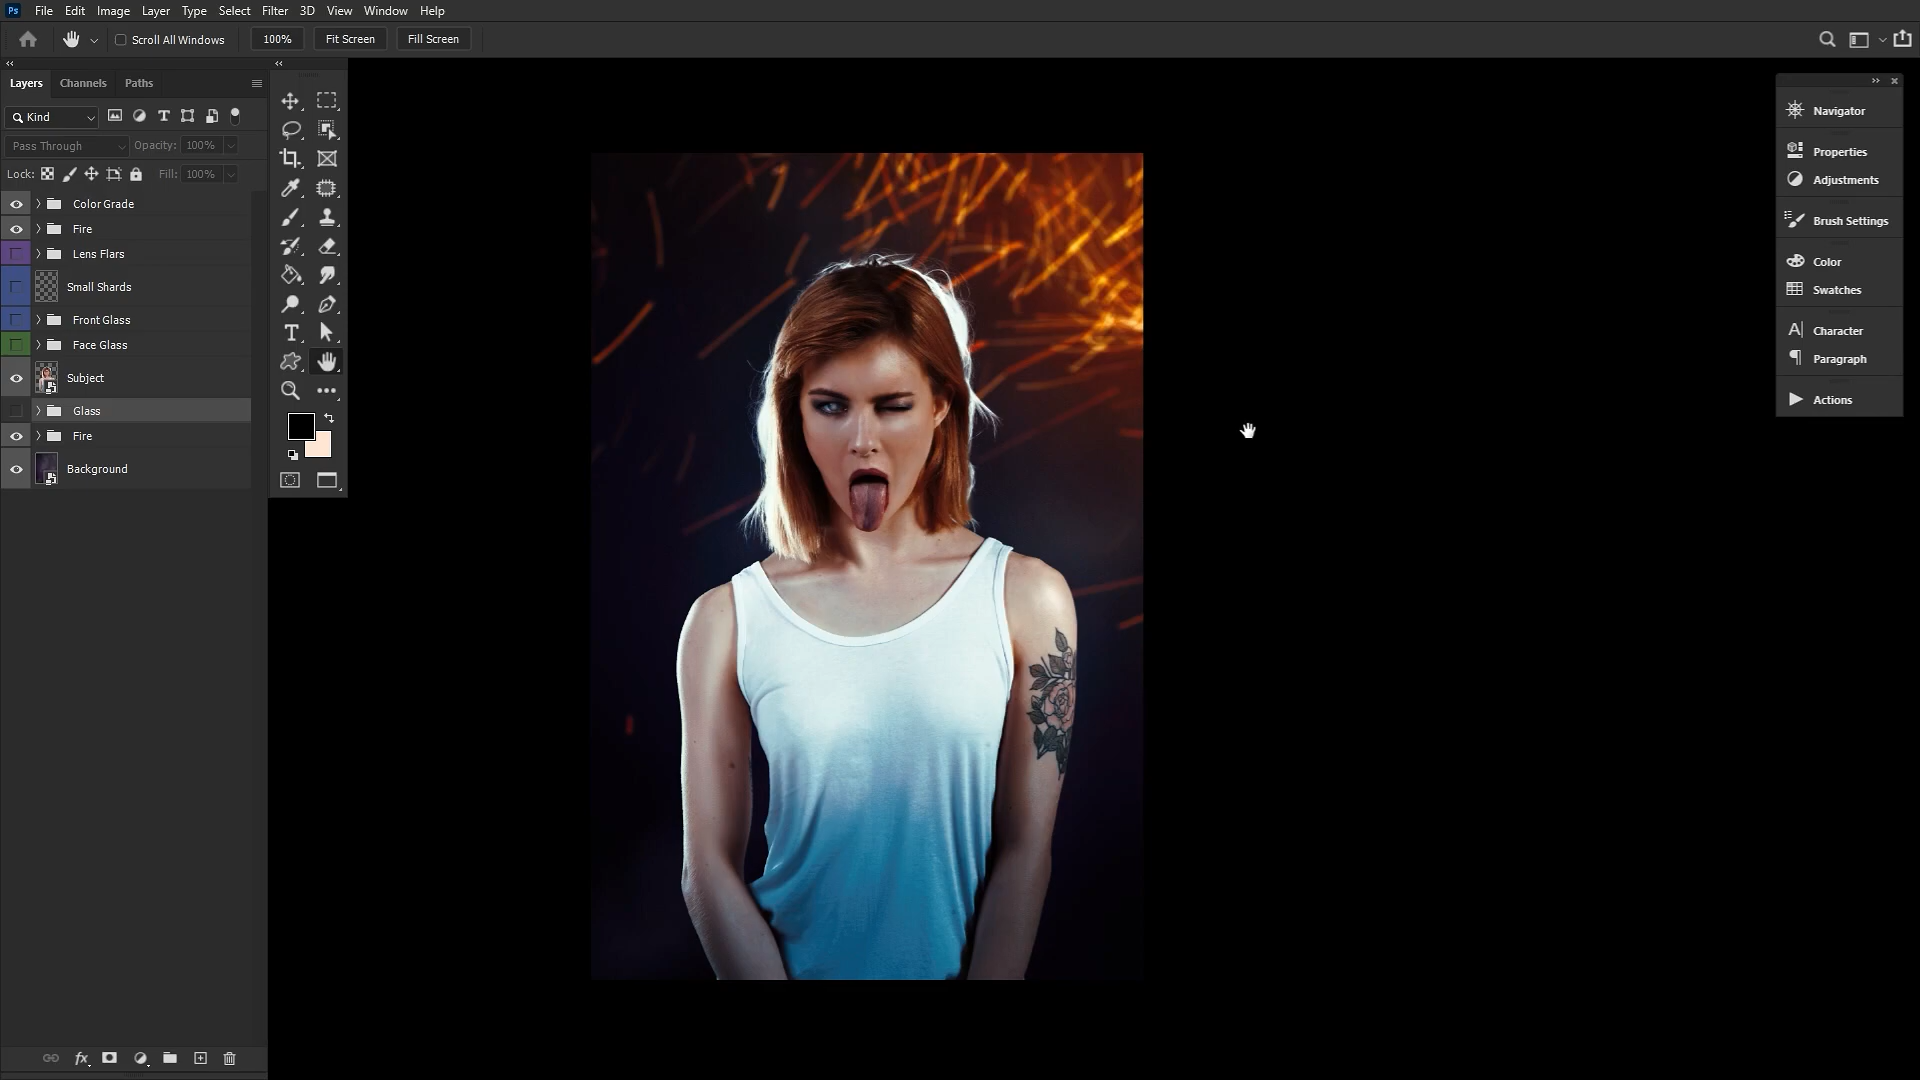 Ps File Edit Image Layer Type Select Filter 3D View Window Help
Scroll All Windows 100% Fit Screen Fill Screen
Layers Channels Paths
Kind
Pass Through Opacity: 100%
Lock: Fill: 100%
Color Grade
Fire
Lens Flars
Small Shards
Front Glass
Face Glass
Subject
Glass
Fire
Background
Navigator
Properties
Adjustments
Brush Settings
Color
Swatches
Character
Paragraph
Actions